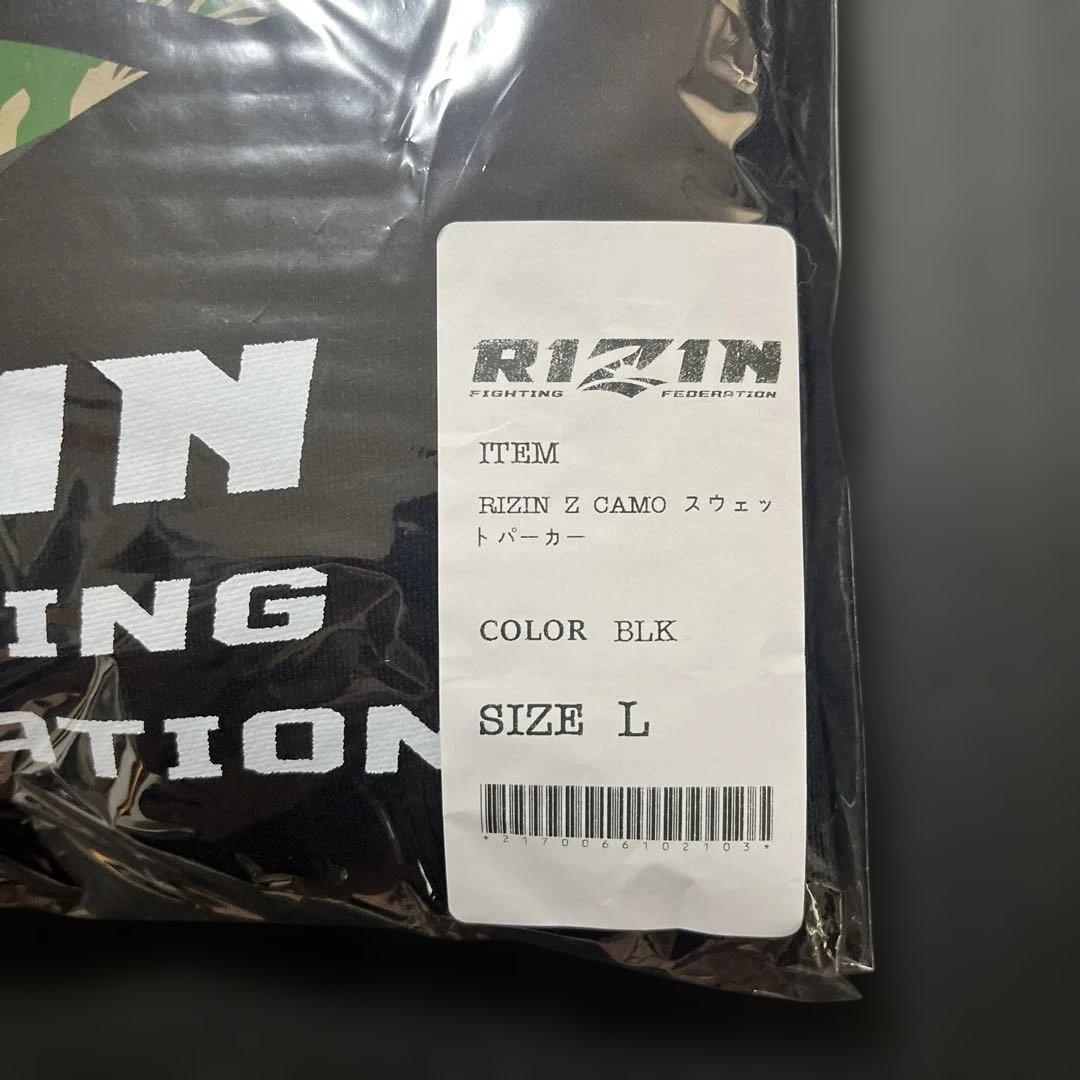 IN
ING
ATION
RIZIN
FIGHTING FEDERATION
ITEM
RIZIN Z CAMO スウェッ
トパーカー
COLOR BLK
SIZE L
*2170066102103*